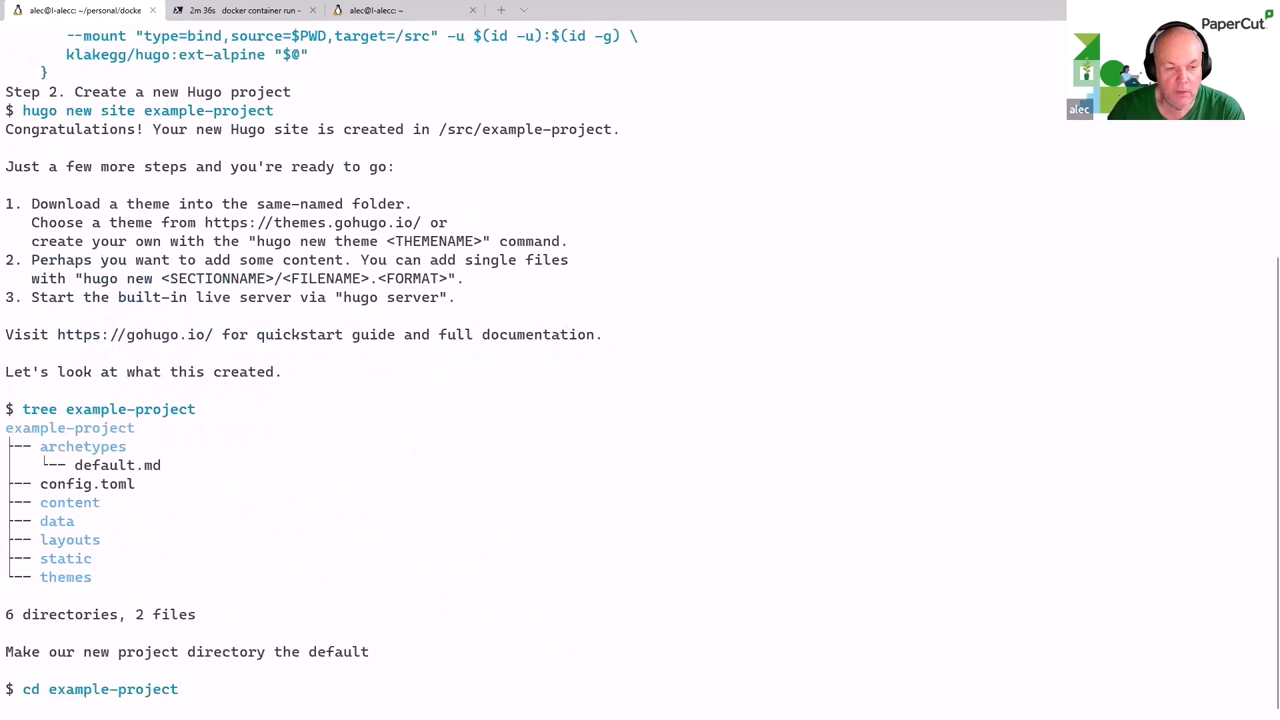 alec@l-alecc: ~/personal/docke
2m 36s docker container run -
alec@l-alecc: ~
--mount "type=bind,source=$PWD,target=/src" -u $(id -u):$(id -g) \
klakegg/hugo:ext-alpine "$@"
}
Step 2. Create a new Hugo project
$ hugo new site example-project
Congratulations! Your new Hugo site is created in /src/example-project.
Just a few more steps and you're ready to go:
1. Download a theme into the same-named folder.
Choose a theme from https://themes.gohugo.io/ or
create your own with the "hugo new theme <THEMENAME>" command.
2. Perhaps you want to add some content. You can add single files
with "hugo new <SECTIONNAME>/<FILENAME>.<FORMAT>".
3. Start the built-in live server via "hugo server".
Visit https://gohugo.io/ for quickstart guide and full documentation.
Let's look at what this created.
$ tree example-project
example-project
├── archetypes
│   └── default.md
├── config.toml
├── content
├── data
├── layouts
├── static
└── themes
6 directories, 2 files
Make our new project directory the default
$ cd example-project
PaperCut
alec